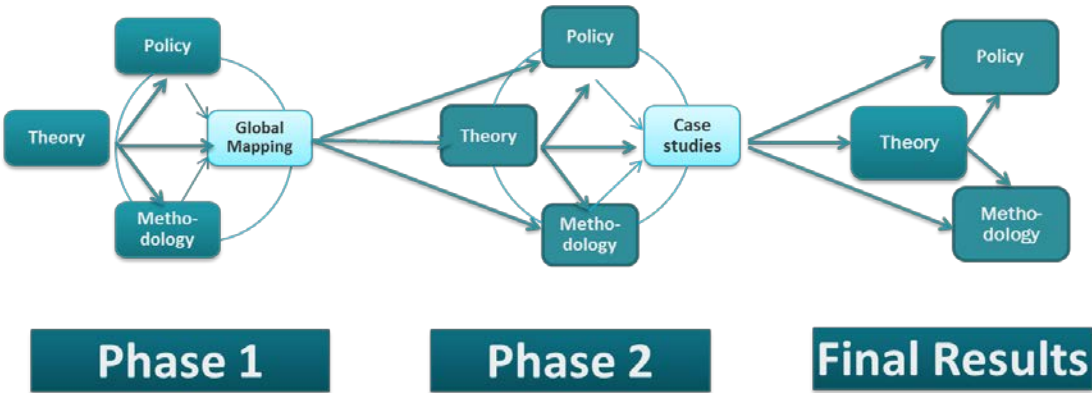 Policy
Theory
Global
Mapping
Metho-
dology
Policy
Theory
Case
studies
Metho-
dology
Policy
Theory
Metho-
dology
Phase 1
Phase 2
Final Results